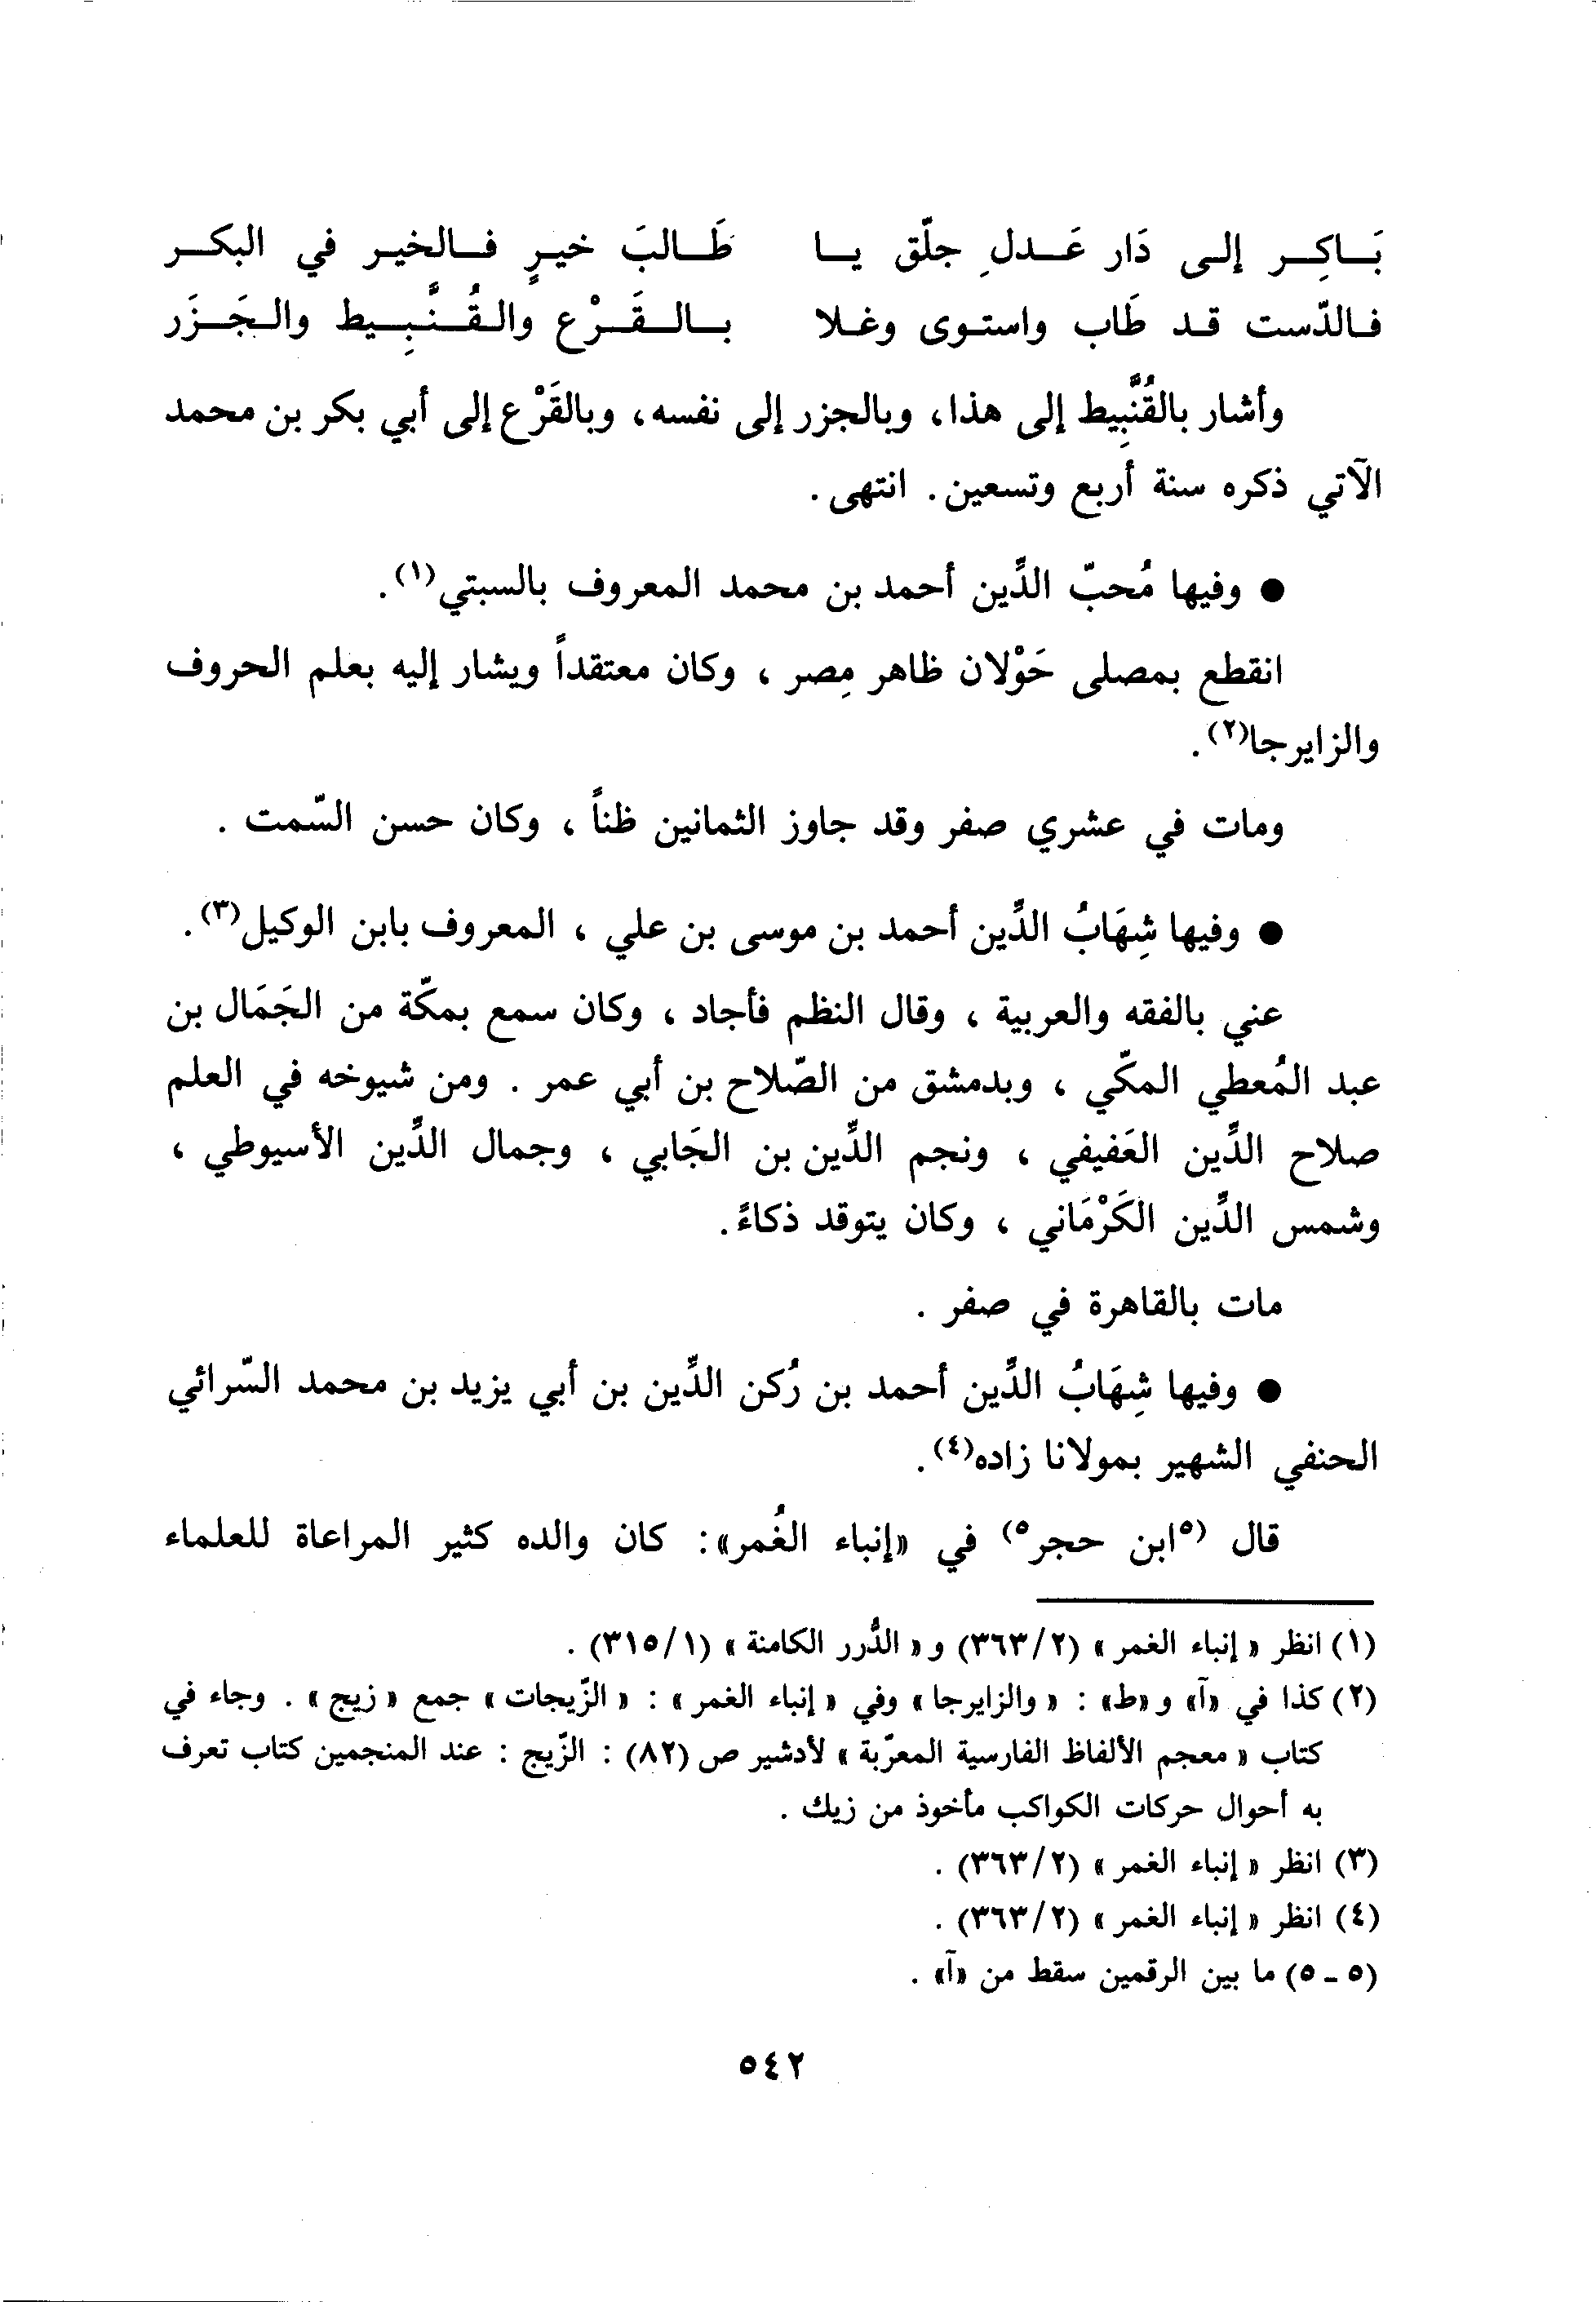 بَاكِر إلى دَار عَدلِ جلّق يا طَالبَ خيرٍ فالخير في البكر
فالدّست قد طَاب واستوى وغلا بالقَرْع والقُنَّبِيط والجَزَر
وأشار بالقُنَّبِيط إلى هذا، وبالجزر إلى نفسه، وبالقَرْع إلى أبي بكر بن محمد
الآتي ذكره سنة أربع وتسعين. انتهى.
● وفيها مُحبّ الدِّين أحمد بن محمد المعروف بالسبتي(١).
انقطع بمصلى خَوْلان ظاهر مِصر، وكان معتقداً ويشار إليه بعلم الحروف
والزايرجا(٢).
ومات في عشري صفر وقد جاوز الثمانين ظناً، وكان حسن السّمت.
● وفيها شِهَابُ الدِّين أحمد بن موسى بن علي، المعروف بابن الوكيل(٣).
عني بالفقه والعربية، وقال النظم فأجاد، وكان سمع بمكّة من الجَمَال بن
عبد المُعطي المكّي، وبدمشق من الصّلاح بن أبي عمر. ومن شيوخه في العلم
صلاح الدِّين العَفيفي، ونجم الدِّين بن الجَابي، وجمال الدِّين الأسيوطي،
وشمس الدِّين الكَرْمَاني، وكان يتوقد ذكاءً.
مات بالقاهرة في صفر.
● وفيها شِهَابُ الدِّين أحمد بن رُكن الدِّين بن أبي يزيد بن محمد السّرائي
الحنفي الشهير بمولانا زاده(٤).
قال (٥ابن حجر٥) في «إنباء الغُمر»: كان والده كثير المراعاة للعلماء
(١) انظر «إنباء الغمر» (٣٦٣/٢) و«الدُّرر الكامنة» (٣١٥/١).
(٢) كذا في «آ» و«ط»: «والزايرجا» وفي «إنباء الغمر»: «الزّيجات» جمع «زيج». وجاء في
كتاب «معجم الألفاظ الفارسية المعرّبة» لأدشير ص (٨٢): الزّيج: عند المنجمين كتاب تعرف
به أحوال حركات الكواكب مأخوذ من زيك.
(٣) انظر «إنباء الغمر» (٣٦٣/٢).
(٤) انظر «إنباء الغمر» (٣٦٣/٢).
(٥ - ٥) ما بين الرقمين سقط من «آ».
٥٤٢